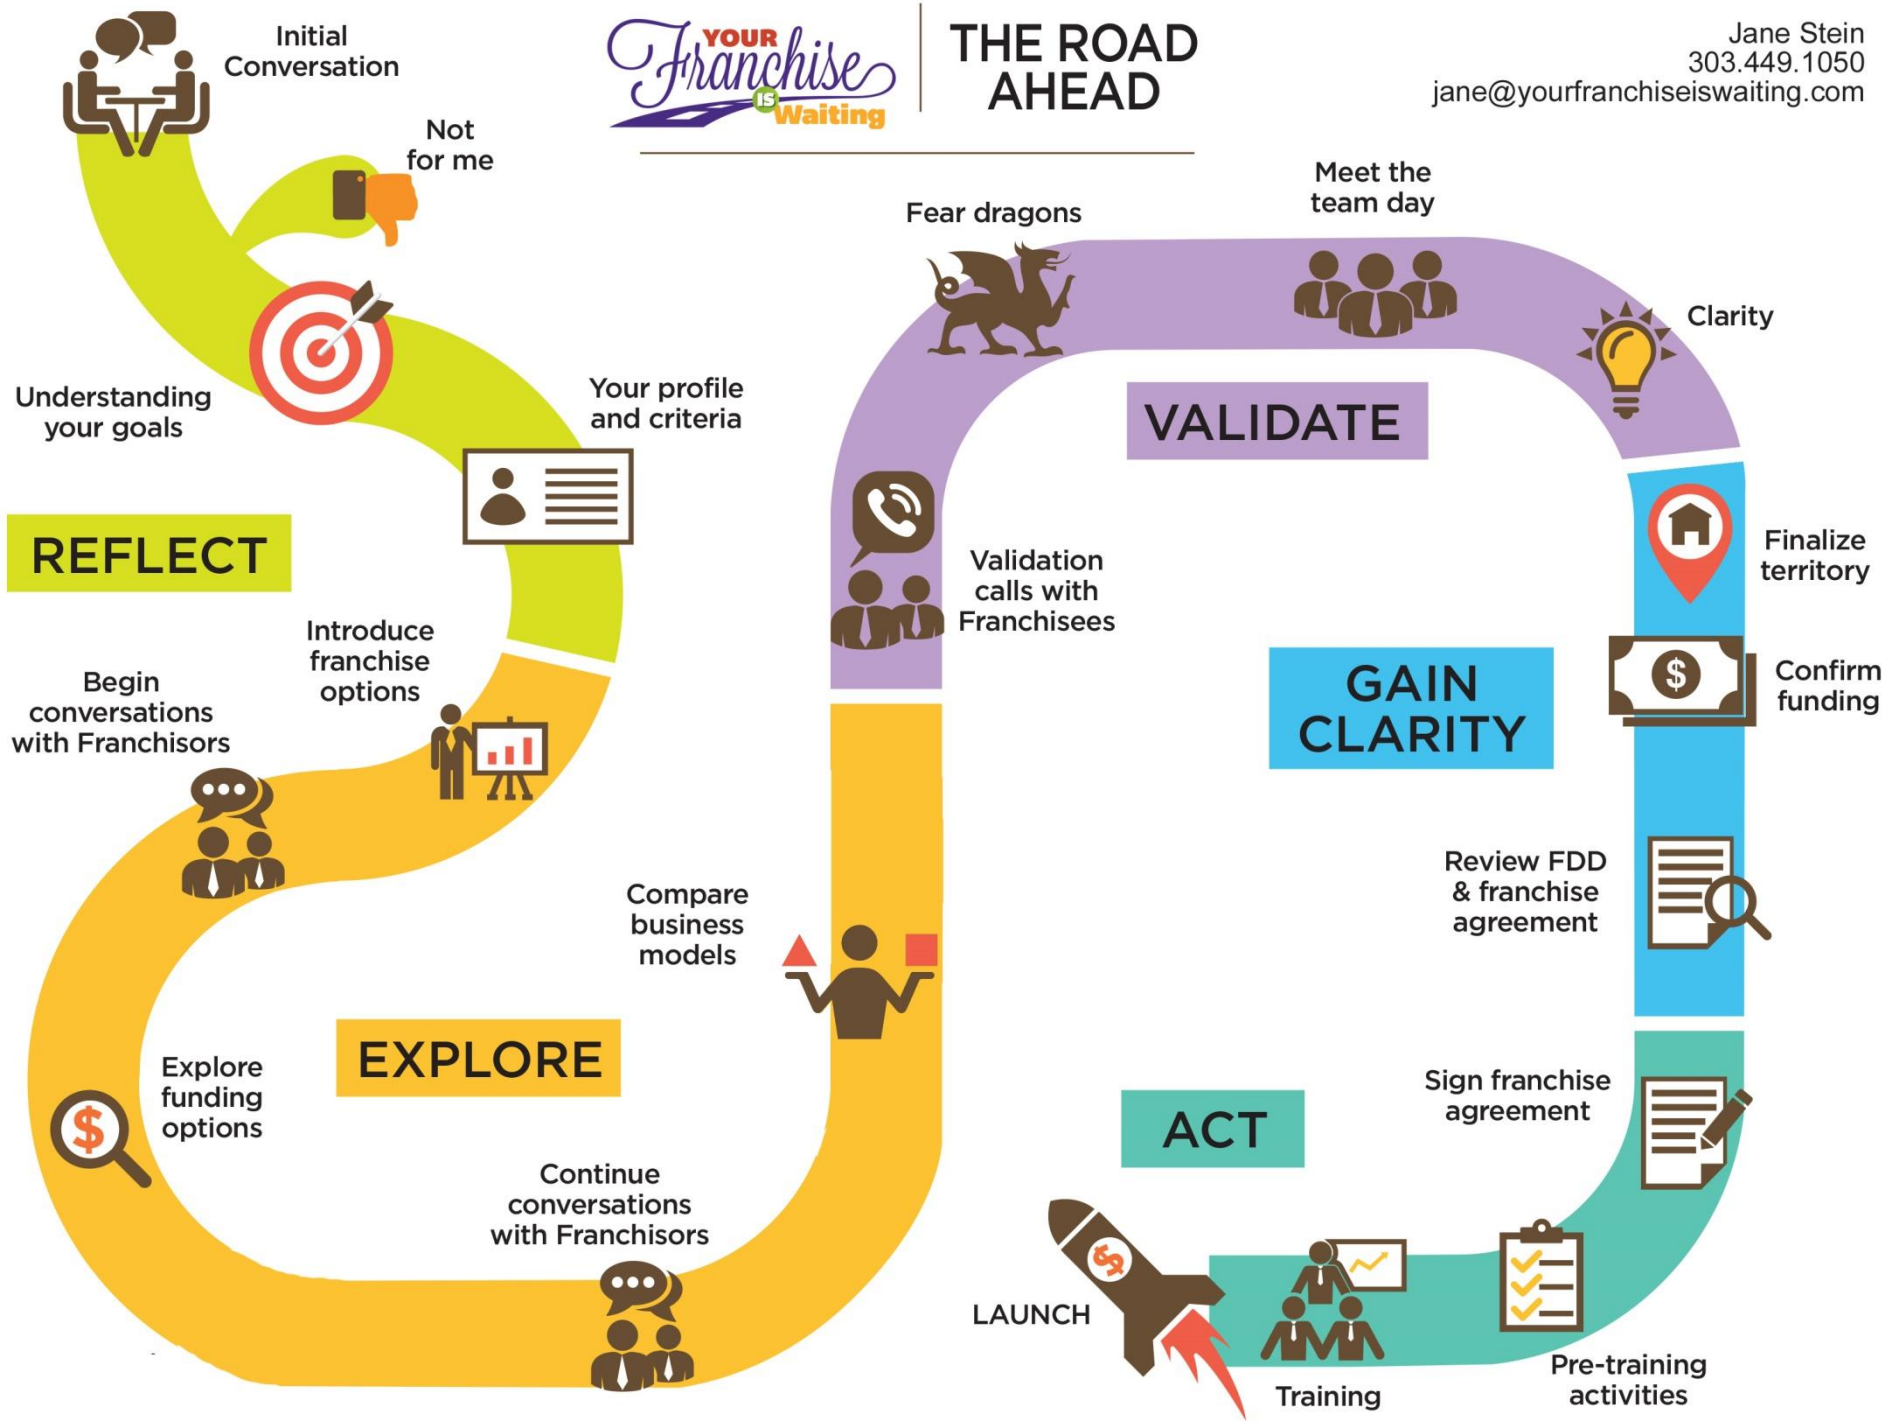 Initial
Conversation
YOUR
Franchise
IS
Waiting
THE ROAD
AHEAD
Jane Stein
303.449.1050
jane@yourfranchiseiswaiting.com
Not
for me
Understanding
your goals
Your profile
and criteria
REFLECT
Introduce
franchise
options
Begin
conversations
with Franchisors
Explore
funding
options
$
EXPLORE
Continue
conversations
with Franchisors
Compare
business
models
Validation
calls with
Franchisees
Fear dragons
Meet the
team day
Clarity
VALIDATE
Finalize
territory
Confirm
funding
$
GAIN
CLARITY
Review FDD
& franchise
agreement
Sign franchise
agreement
ACT
Pre-training
activities
Training
LAUNCH
$